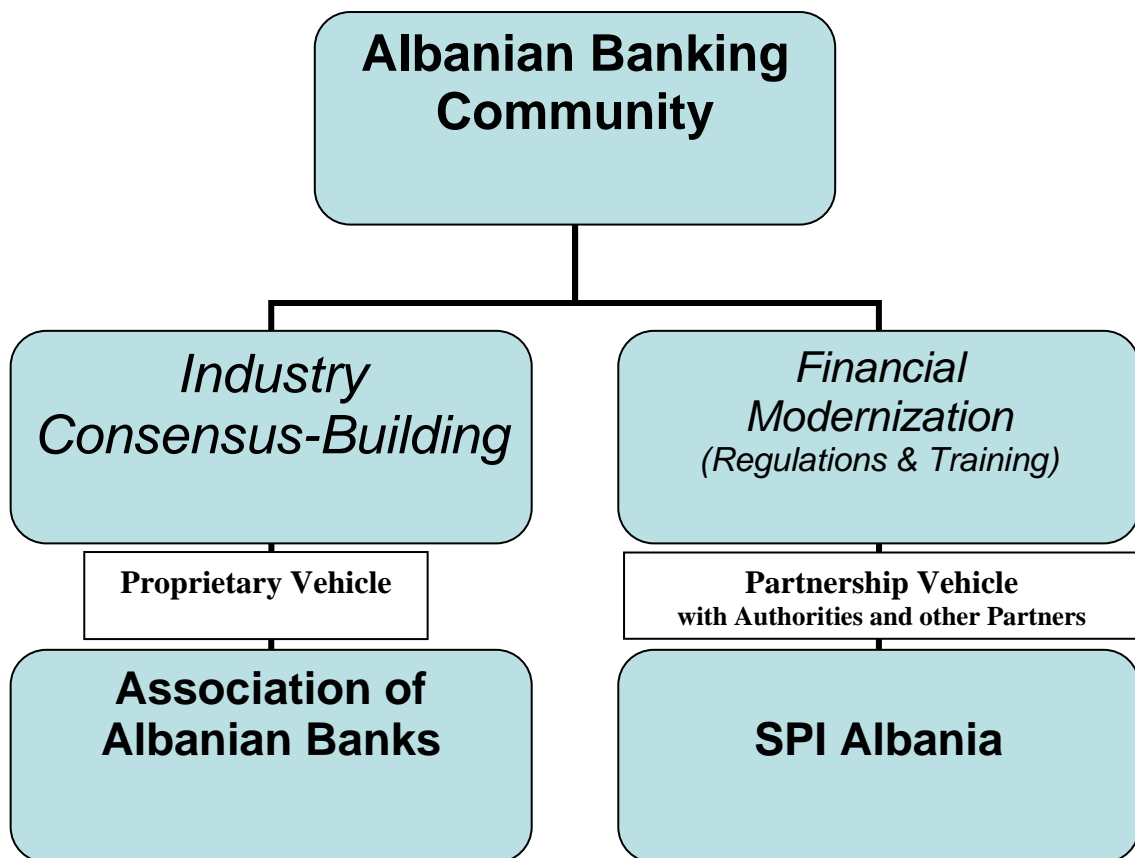 Albanian Banking
Community
Industry
Consensus-Building
Financial
Modernization
(Regulations & Training)
Proprietary Vehicle
Partnership Vehicle
with Authorities and other Partners
Association of
Albanian Banks
SPI Albania